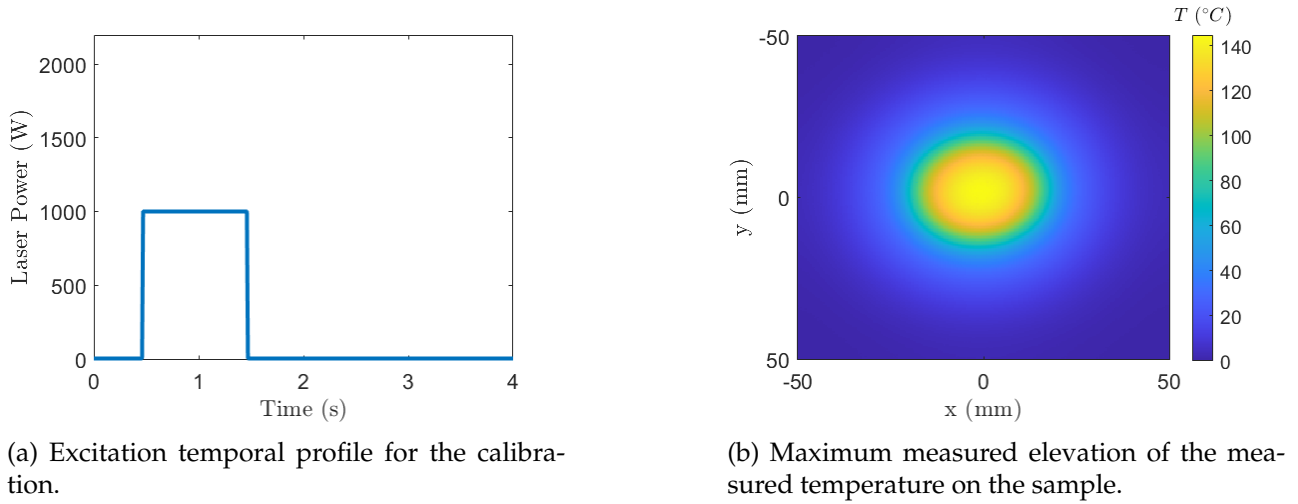 2000
1500
1000
500
0
0
1
2
3
4
Laser Power (W)
Time (s)
(a) Excitation temporal profile for the calibra-
tion.
T (°C)
-50
0
50
-50
0
50
y (mm)
x (mm)
140
120
100
80
60
40
20
0
(b) Maximum measured elevation of the mea-
sured temperature on the sample.